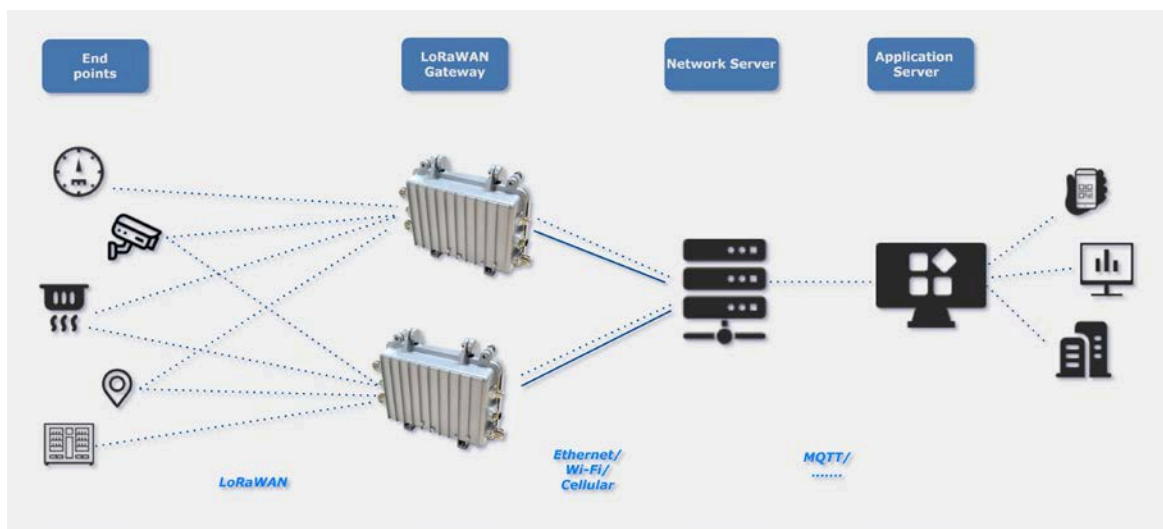 End
points
LoRaWAN
Gateway
Network Server
Application
Server
LoRaWAN
Ethernet/
Wi-Fi/
Cellular
MQTT/
.......